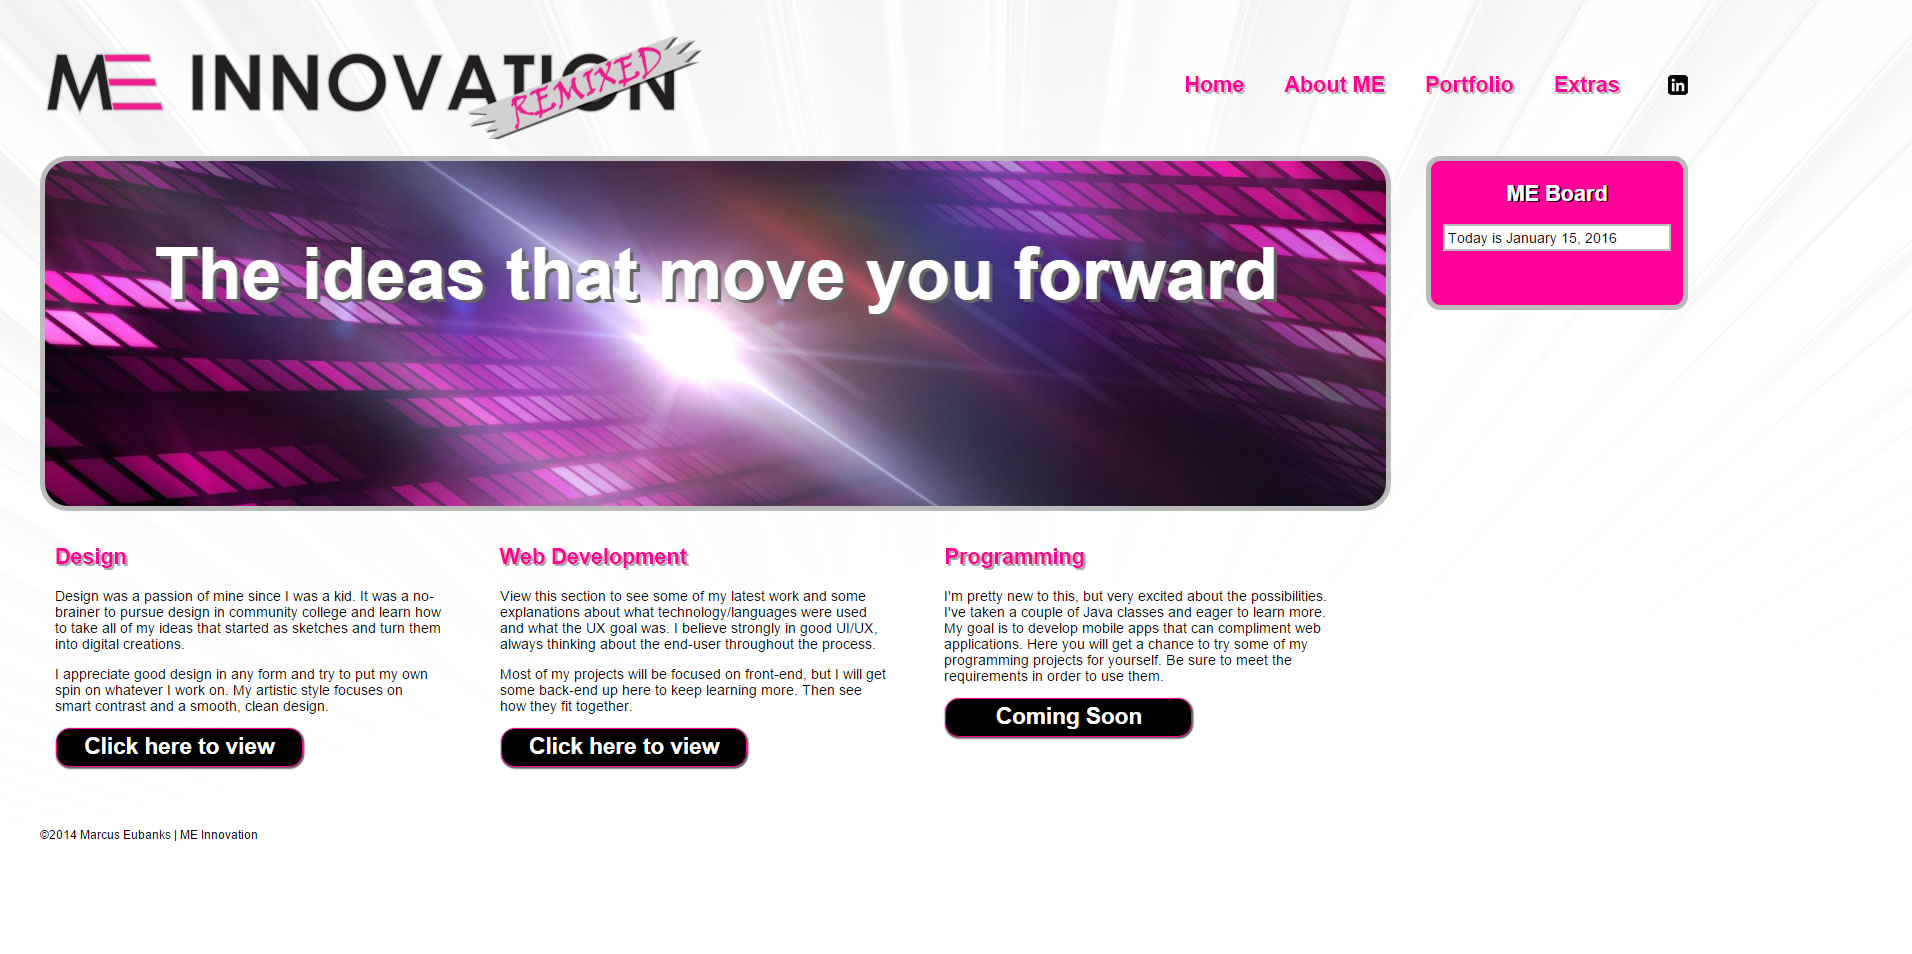 ME INNOVATION
REMIXED
Home About ME Portfolio Extras in
The ideas that move you forward
ME Board
Today is January 15, 2016
Design
Design was a passion of mine since I was a kid. It was a no-
brainer to pursue design in community college and learn how
to take all of my ideas that started as sketches and turn them
into digital creations.
I appreciate good design in any form and try to put my own
spin on whatever I work on. My artistic style focuses on
smart contrast and a smooth, clean design.
Click here to view
Web Development
View this section to see some of my latest work and some
explanations about what technology/languages were used
and what the UX goal was. I believe strongly in good UI/UX,
always thinking about the end-user throughout the process.
Most of my projects will be focused on front-end, but I will get
some back-end up here to keep learning more. Then see
how they fit together.
Click here to view
Programming
I'm pretty new to this, but very excited about the possibilities.
I've taken a couple of Java classes and eager to learn more.
My goal is to develop mobile apps that can compliment web
applications. Here you will get a chance to try some of my
programming projects for yourself. Be sure to meet the
requirements in order to use them.
Coming Soon
©2014 Marcus Eubanks | ME Innovation